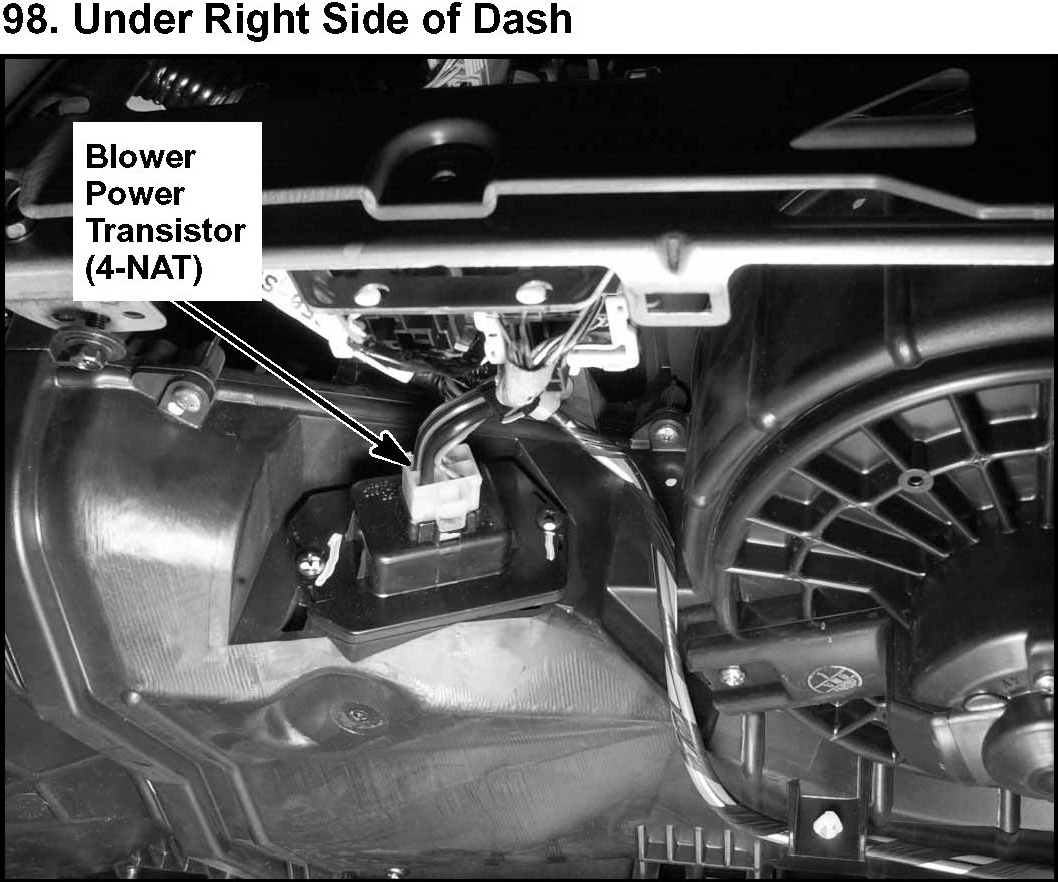 98. Under Right Side of Dash
Blower
Power
Transistor
(4-NAT)